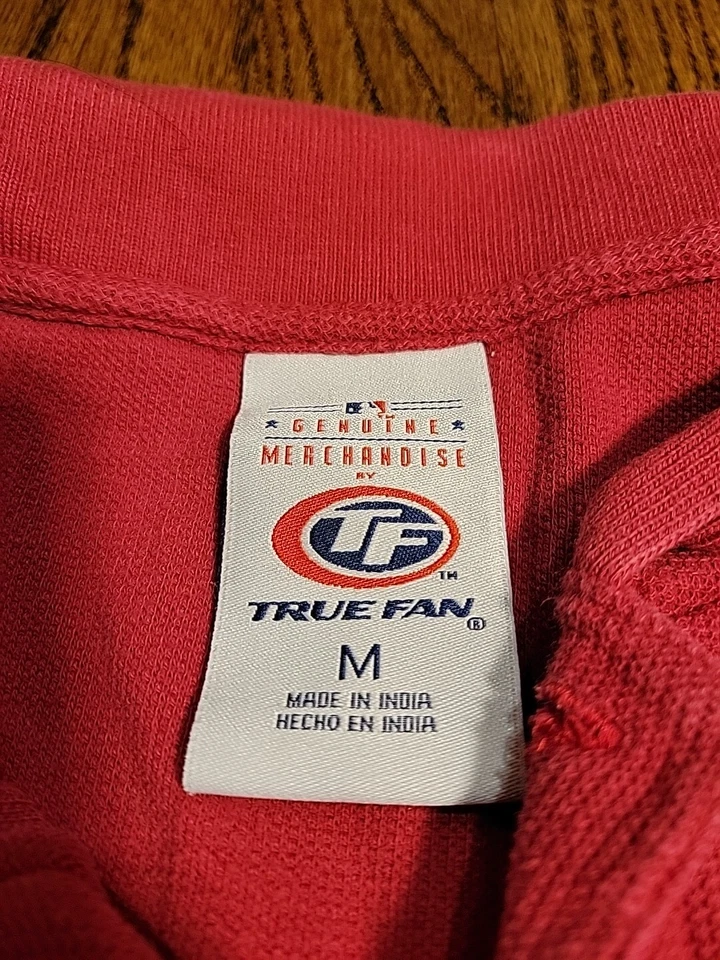 GENUINE
MERCHANDISE
BY
TF
TM
TRUE FAN®
M
MADE IN INDIA
HECHO EN INDIA